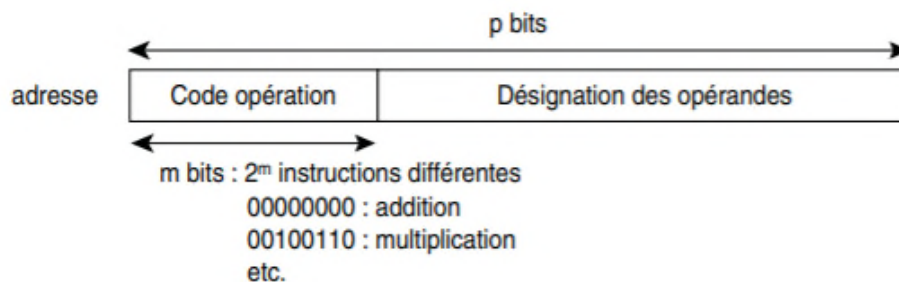 p bits
adresse Code opération Désignation des opérandes
m bits : 2ᵐ instructions différentes
00000000 : addition
00100110 : multiplication
etc.